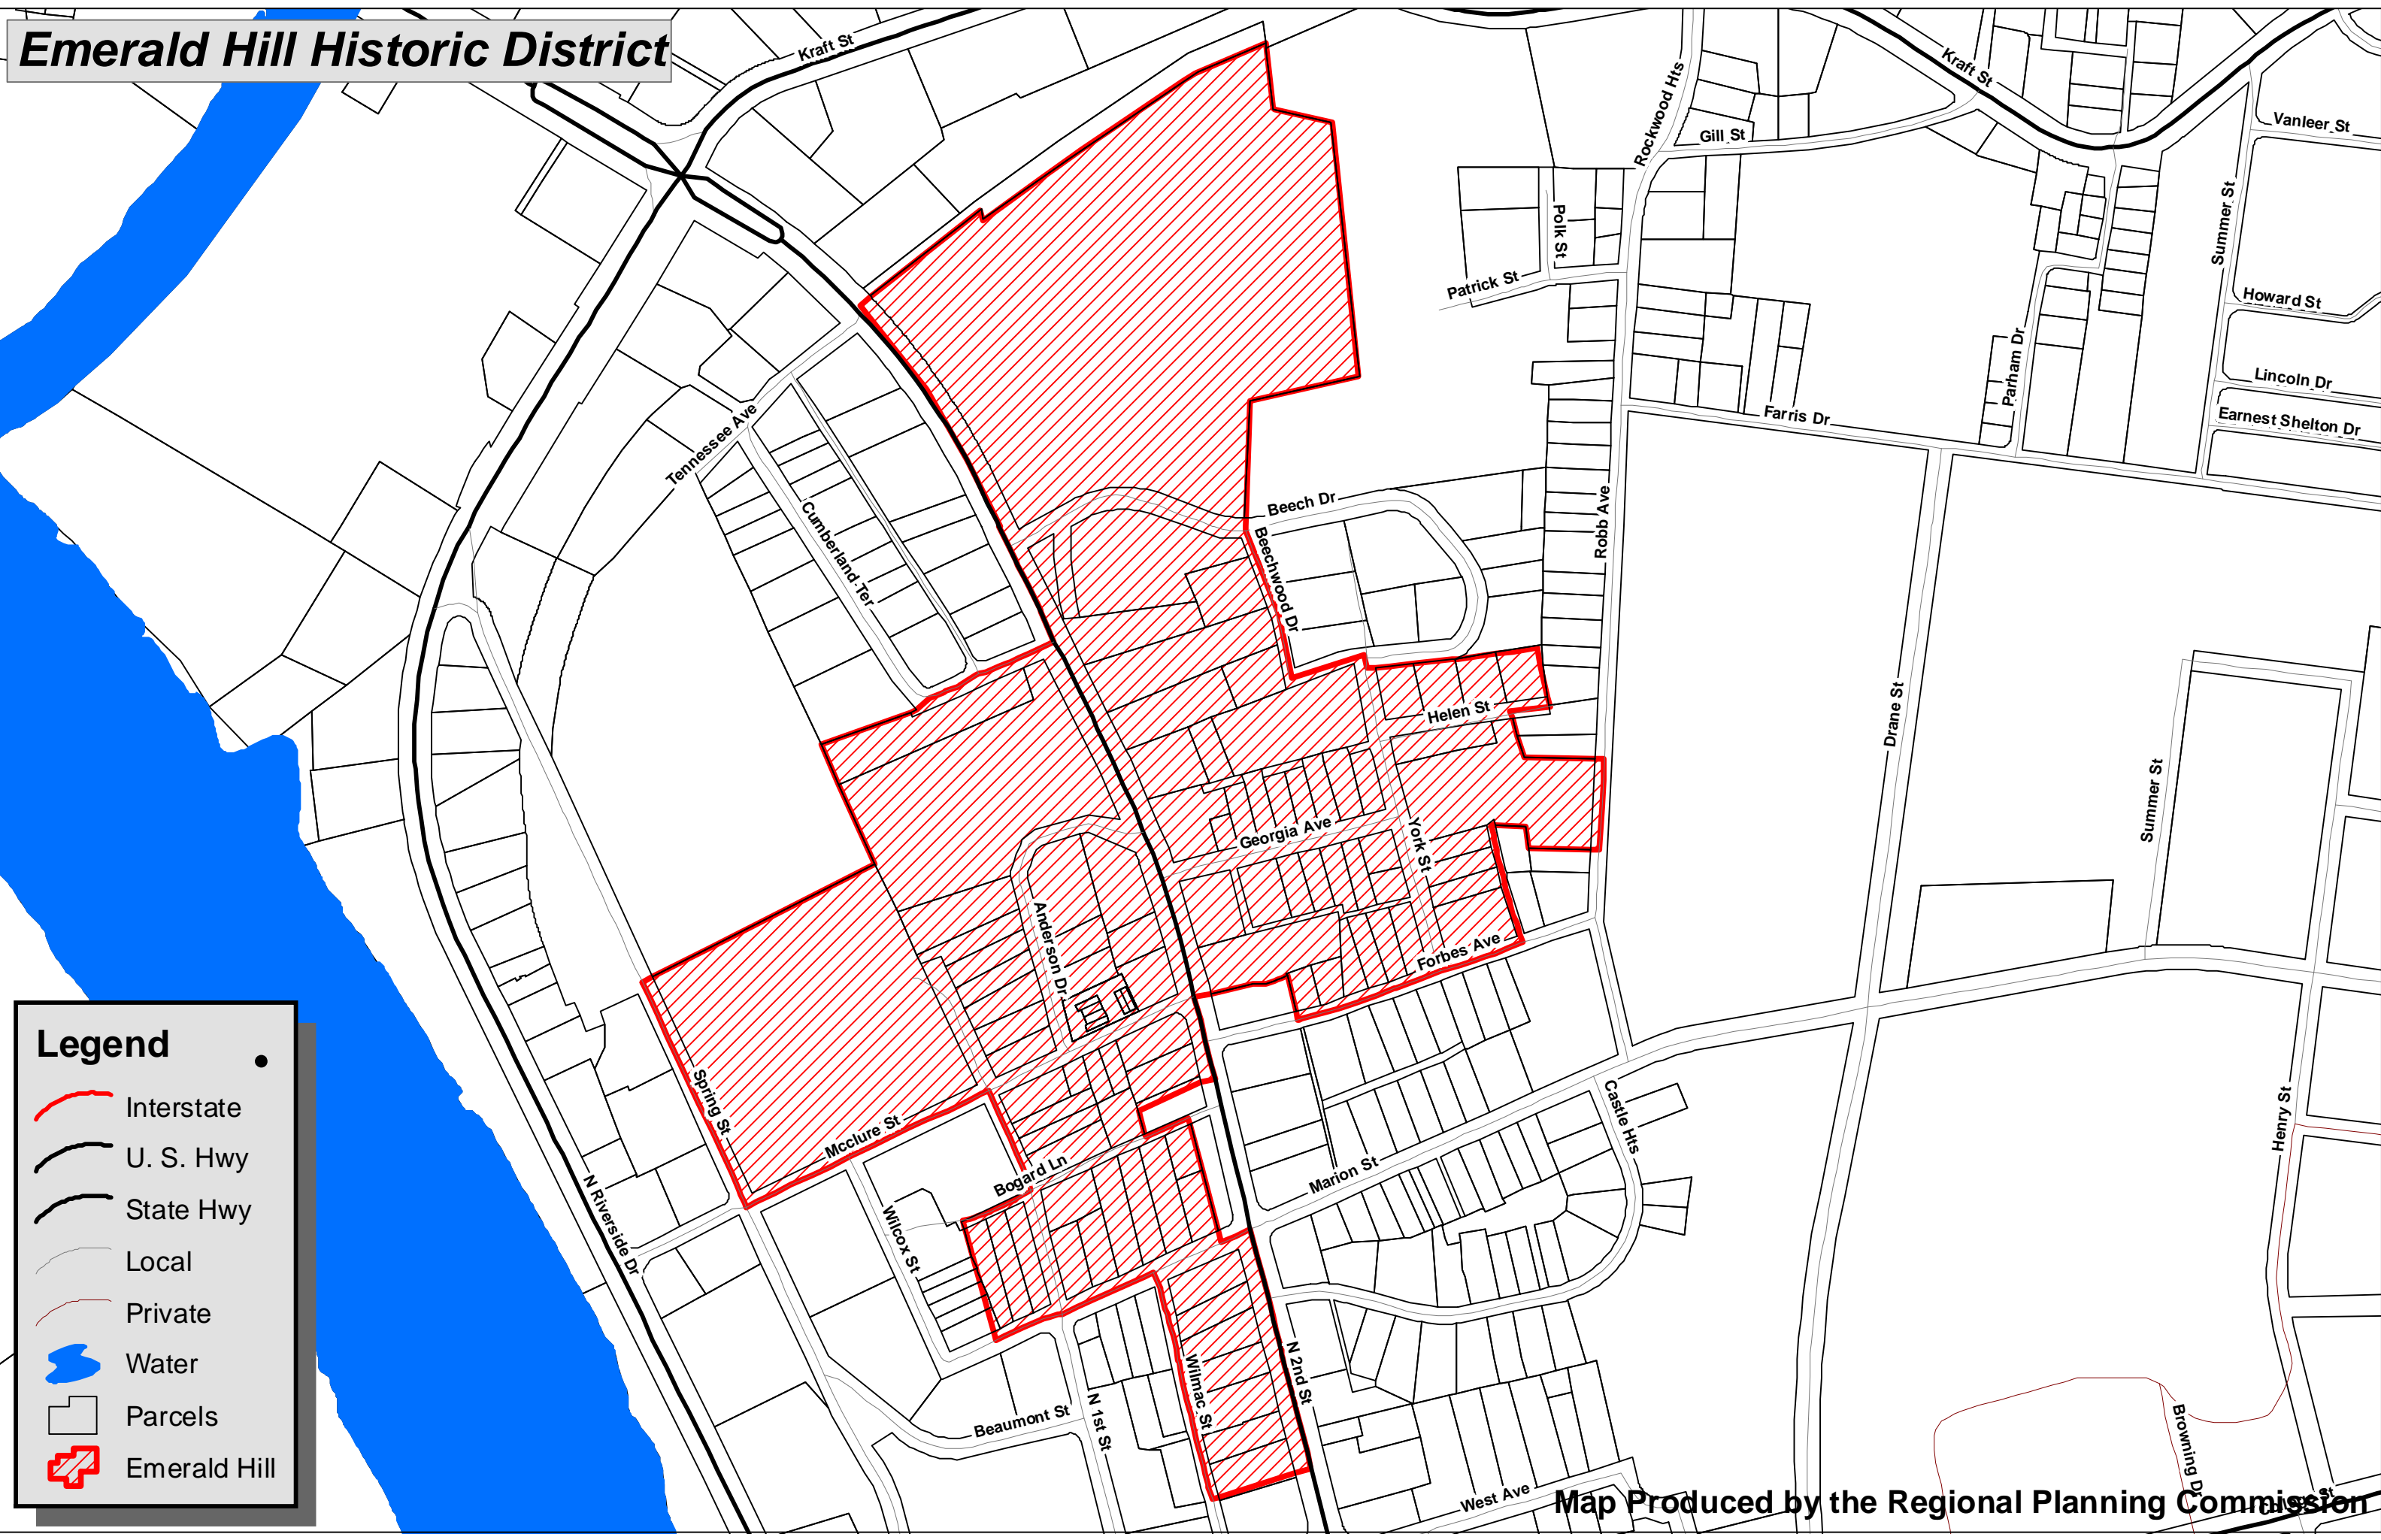 Emerald Hill Historic District
Kraft St
Kraft St
Rockwood Hts
Gill St
Vanleer St
Summer St
Polk St
Patrick St
Howard St
Parham Dr
Lincoln Dr
Earnest Shelton Dr
Farris Dr
Tennessee Ave
Cumberland Ter
Beech Dr
Beechwood Dr
Robb Ave
Helen St
Drane St
Summer St
Georgia Ave
York St
Anderson Dr
Forbes Ave
Spring St
Mcclure St
Bogard Ln
Marion St
Castle Hts
Henry St
N Riverside Dr
Wilcox St
Wilmac St
N 2nd St
N 1st St
Beaumont St
West Ave
Browning Dr
Legend
Interstate
U. S. Hwy
State Hwy
Local
Private
Water
Parcels
Emerald Hill
Map Produced by the Regional Planning Commission